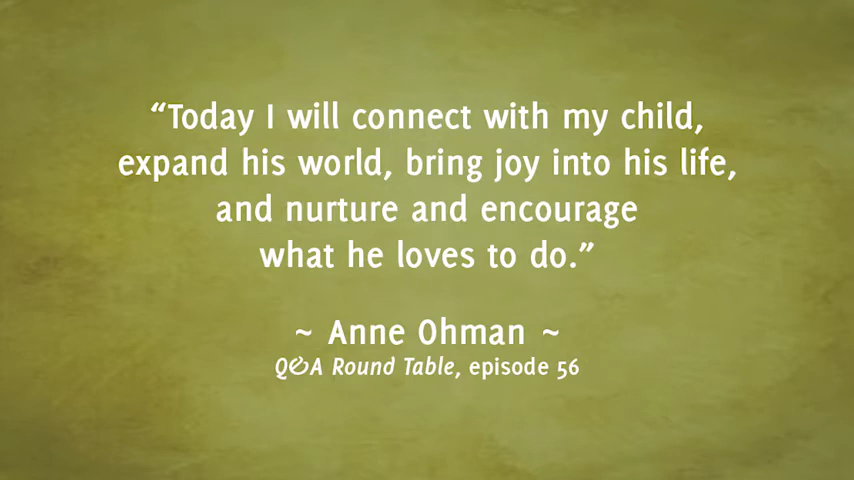 “Today I will connect with my child,
expand his world, bring joy into his life,
and nurture and encourage
what he loves to do.”
~ Anne Ohman ~
Q&A Round Table, episode 56